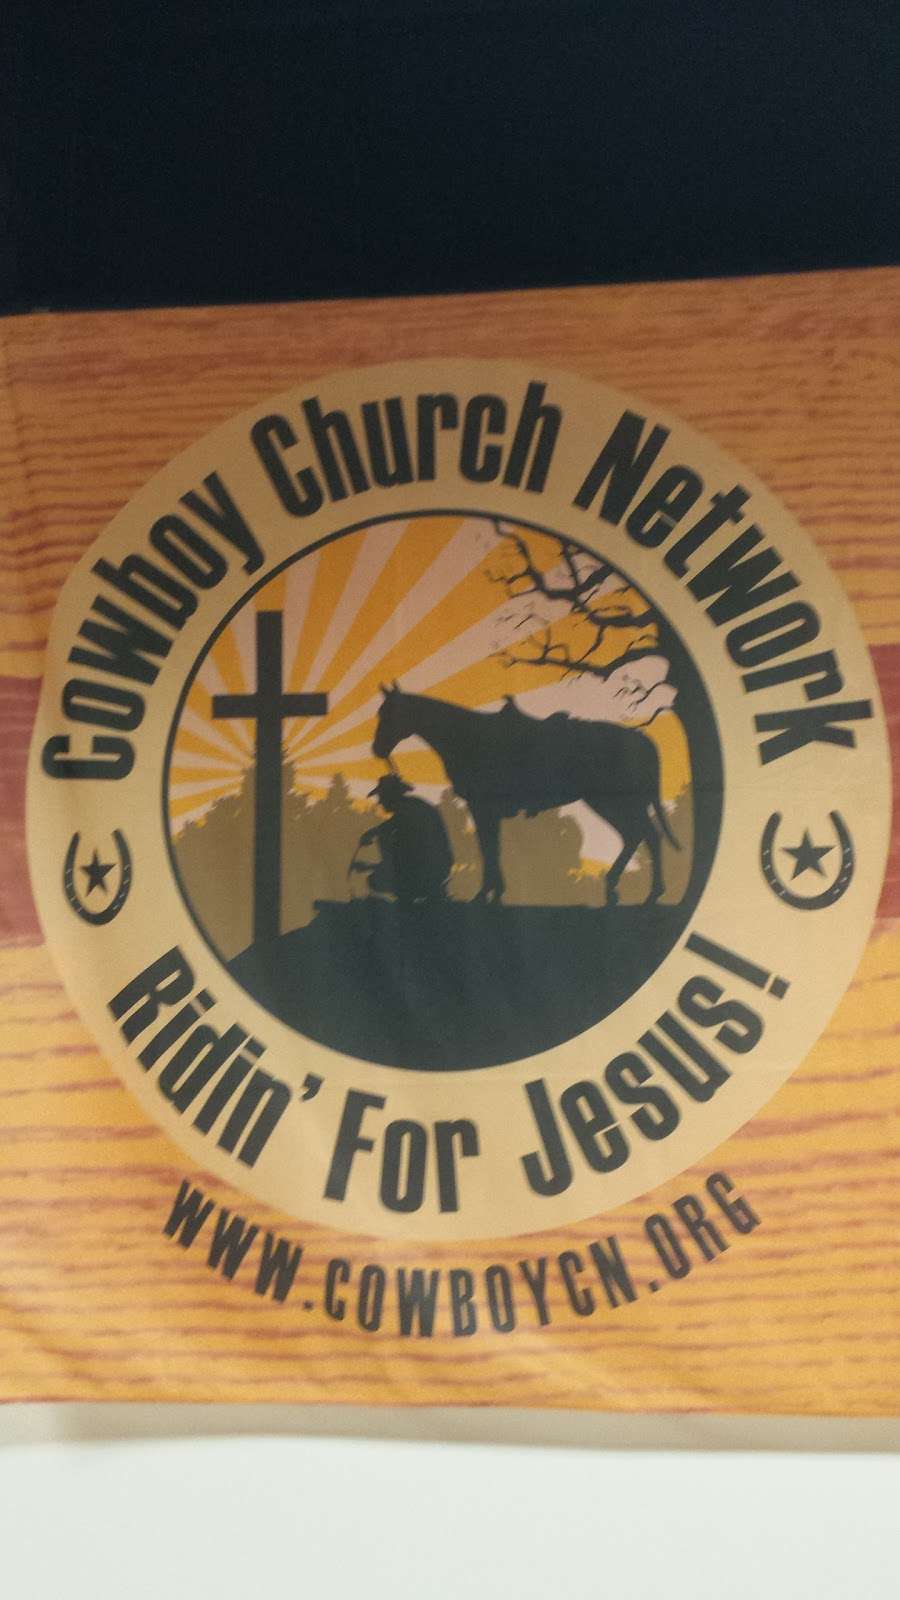 Cowboy Church Network
Ridin' For Jesus!
WWW.COWBOYCN.ORG